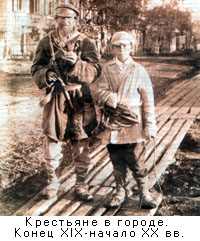 Крестьяне в городе.
Конец XIX-начало XX вв.